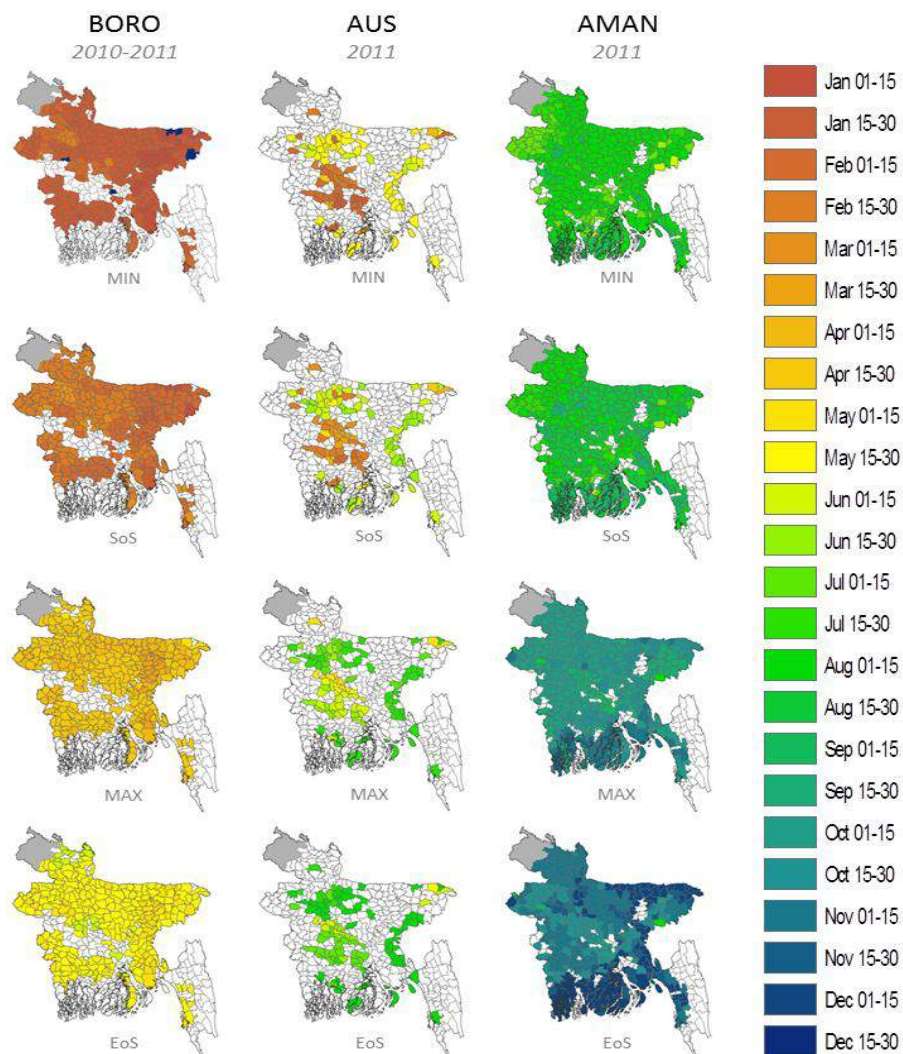 BORO AUS AMAN
2010-2011 2011 2011
MIN MIN
SoS SoS
MAX MAX
EoS EoS
Jan 01-15
Jan 15-30
Feb 01-15
Feb 15-30
Mar 01-15
Mar 15-30
Apr 01-15
Apr 15-30
May 01-15
May 15-30
Jun 01-15
Jun 15-30
Jul 01-15
Jul 15-30
Aug 01-15
Aug 15-30
Sep 01-15
Sep 15-30
Oct 01-15
Oct 15-30
Nov 01-15
Nov 15-30
Dec 01-15
Dec 15-30